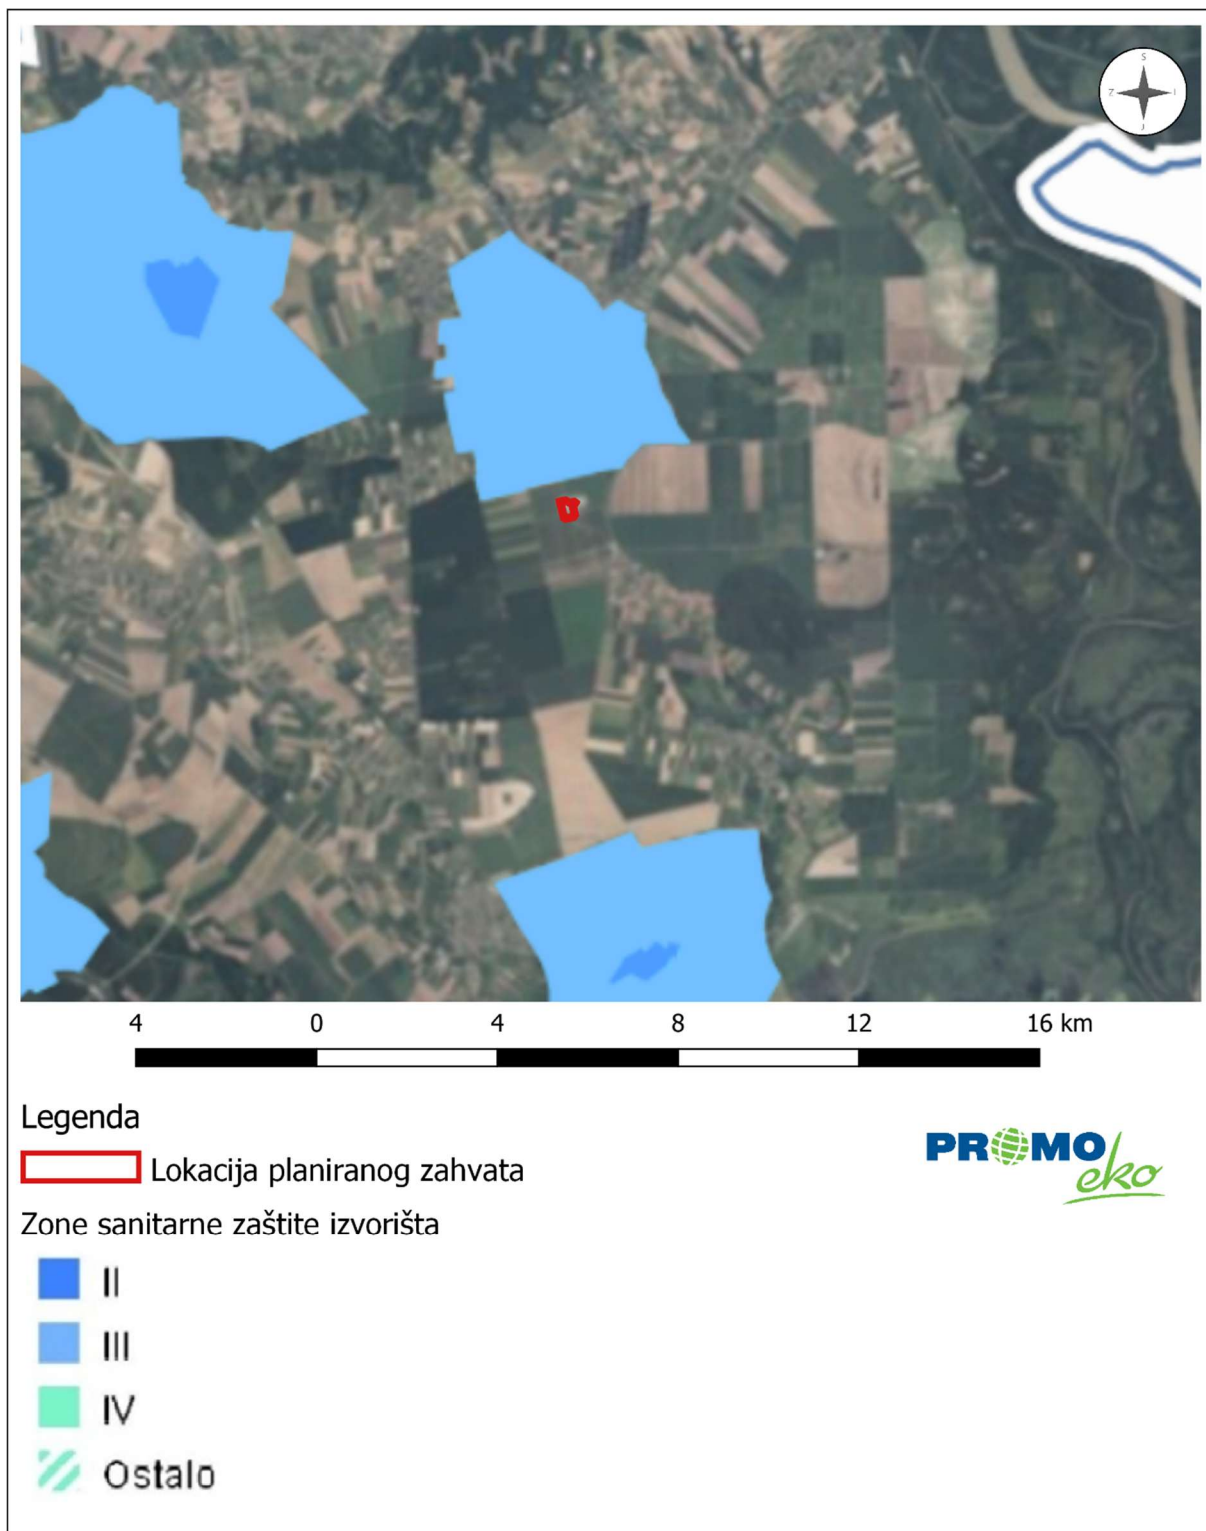 S
Z I
J
4 0 4 8 12 16 km
Legenda
Lokacija planiranog zahvata
PROMO
eko
Zone sanitarne zaštite izvorišta
II
III
IV
Ostalo